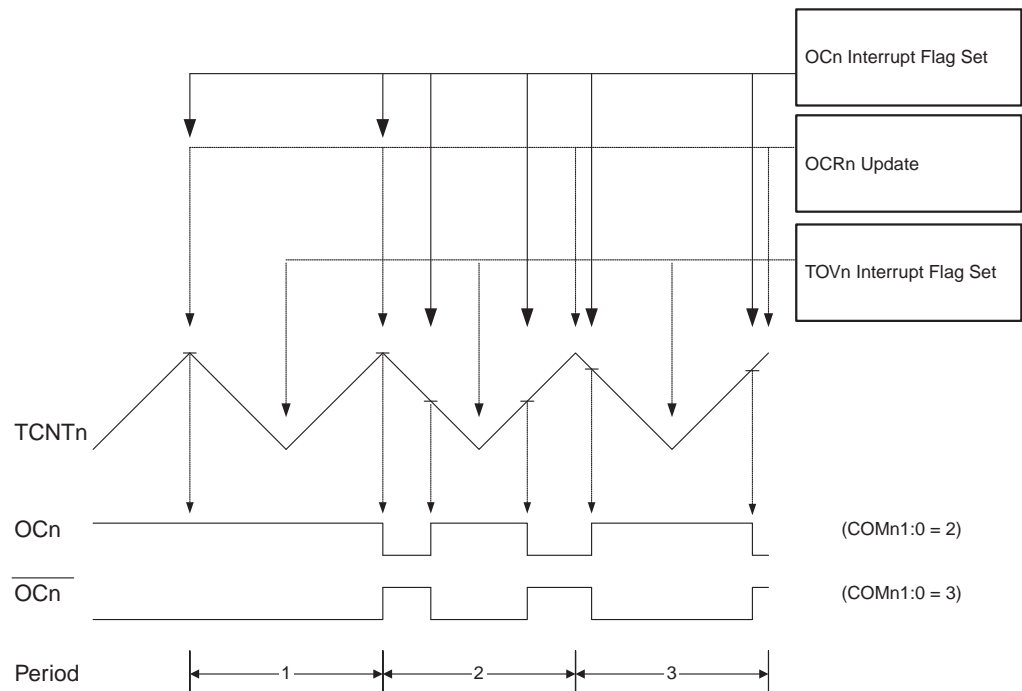 OCn Interrupt Flag Set
OCRn Update
TOVn Interrupt Flag Set
TCNTn
OCn
(COMn1:0 = 2)
OCn
(COMn1:0 = 3)
Period
1
2
3